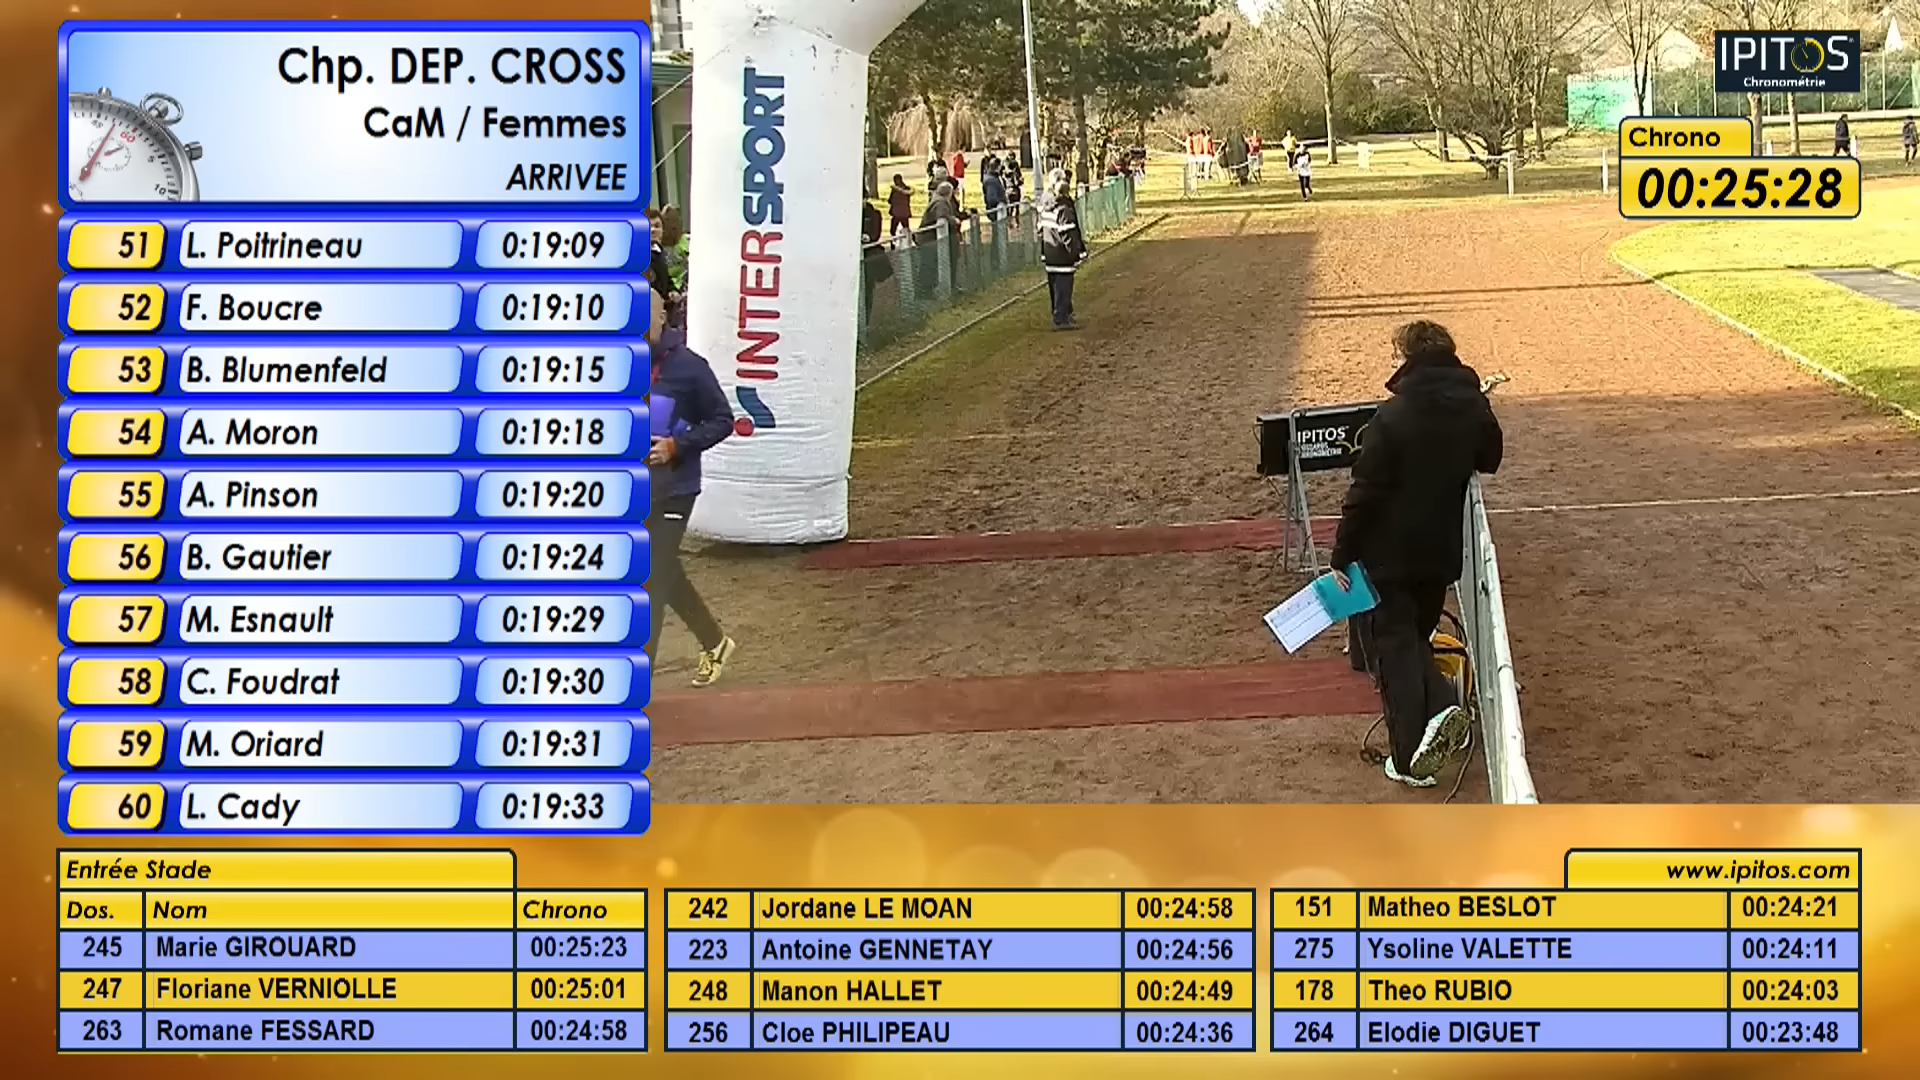 Chp. DEP. CROSS
CaM / Femmes
ARRIVEE
51 L. Poitrineau 0:19:09
52 F. Boucre 0:19:10
53 B. Blumenfeld 0:19:15
54 A. Moron 0:19:18
55 A. Pinson 0:19:20
56 B. Gautier 0:19:24
57 M. Esnault 0:19:29
58 C. Foudrat 0:19:30
59 M. Oriard 0:19:31
60 L. Cady 0:19:33
INTERSPORT
IPITOS
Chronométrie
Chrono
00:25:28
IPITOS
CHRONOMÉTRIE
Entrée Stade
Dos. Nom Chrono
245 Marie GIROUARD 00:25:23
247 Floriane VERNIOLLE 00:25:01
263 Romane FESSARD 00:24:58
242 Jordane LE MOAN 00:24:58
223 Antoine GENNETAY 00:24:56
248 Manon HALLET 00:24:49
256 Cloe PHILIPEAU 00:24:36
www.ipitos.com
151 Matheo BESLOT 00:24:21
275 Ysoline VALETTE 00:24:11
178 Theo RUBIO 00:24:03
264 Elodie DIGUET 00:23:48